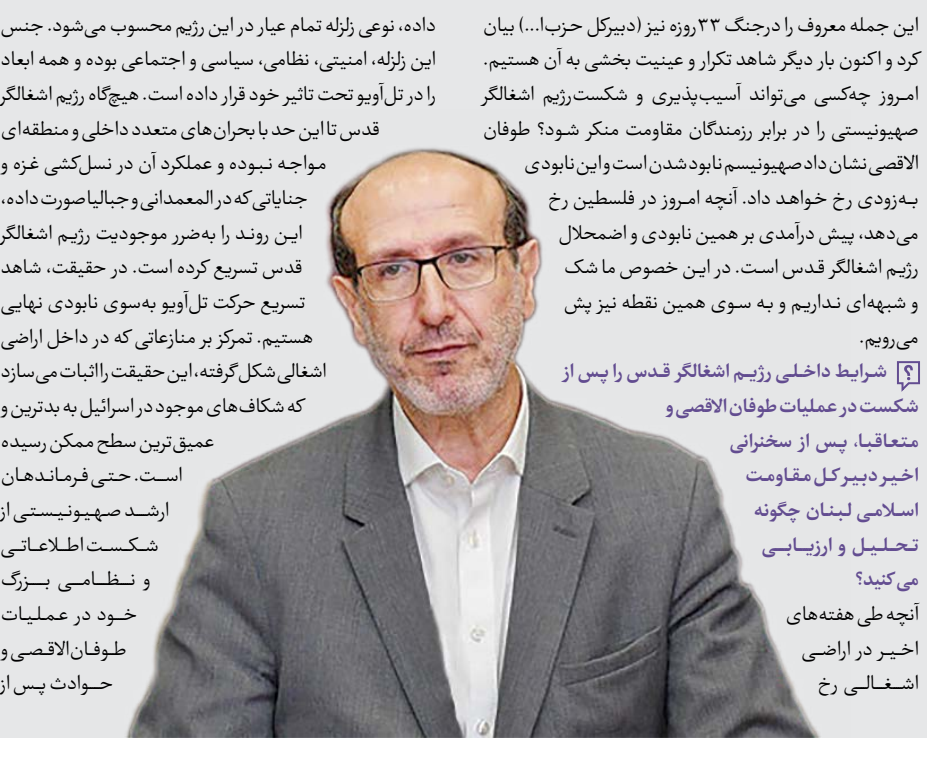 این جمله معروف را درجنگ ۳۳روزه نیز (دبیرکل حزب‌ا...) بیان
کرد و اکنون بار دیگر شاهد تکرار و عینیت بخشی به آن هستیم.
امروز چه‌کسی می‌تواند آسیب‌پذیری و شکست‌رژیم اشغالگر
صهیونیستی را در برابر رزمندگان مقاومت منکر شود؟ طوفان
الاقصی‌نشان داد صهیونیسم نابودشدن است‌واین‌نابودی
به‌زودی رخ خواهد داد. آنچه امروز در فلسطین رخ
می‌دهد، پیش درآمدی بر همین نابودی و اضمحلال
رژیم اشغالگر قدس است. در این خصوص ما شک
و شبهه‌ای نداریم و به سوی همین نقطه نیز پش
می‌رویم.
؟ شرایط داخلی رژیم اشغالگر قدس را پس از
شکست در عملیات طوفان الاقصی و
متعاقبا، پس از سخنرانی
اخیر دبیرکل مقاومت
اسلامی لبنان چگونه
تحلیل و ارزیابی
می‌کنید؟
آنچه طی هفته‌های
اخیر در اراضی
اشغالی رخ
داده، نوعی زلزله تمام عیار در این رژیم محسوب می‌شود. جنس
این زلزله، امنیتی، نظامی، سیاسی و اجتماعی بوده و همه ابعاد
را در تل‌آویو تحت تاثیر خود قرار داده است. هیچ‌گاه رژیم اشغالگر
قدس تااین حد با بحران‌های متعدد داخلی و منطقه‌ای
مواجه نبوده و عملکرد آن در نسل‌کشی غزه و
جنایاتی‌که در المعمدانی و جبالیاصورت داده،
این روند را به‌ضرر موجودیت رژیم اشغالگر
قدس تسریع کرده است. در حقیقت، شاهد
تسریع حرکت تل‌آویو به‌سوی نابودی نهایی
هستیم. تمرکز بر منازعاتی که در داخل اراضی
اشغالی شکل‌گرفته، این حقیقت را اثبات می‌سازد
که شکاف‌های موجود در اسرائیل به بدترین و
عمیق‌ترین سطح ممکن رسیده
است. حتی فرماندهان
ارشد صهیونیستی از
شکست اطلاعاتی
و نظامی بزرگ
خود در عملیات
طوفان‌الاقصی و
حوادث پس از